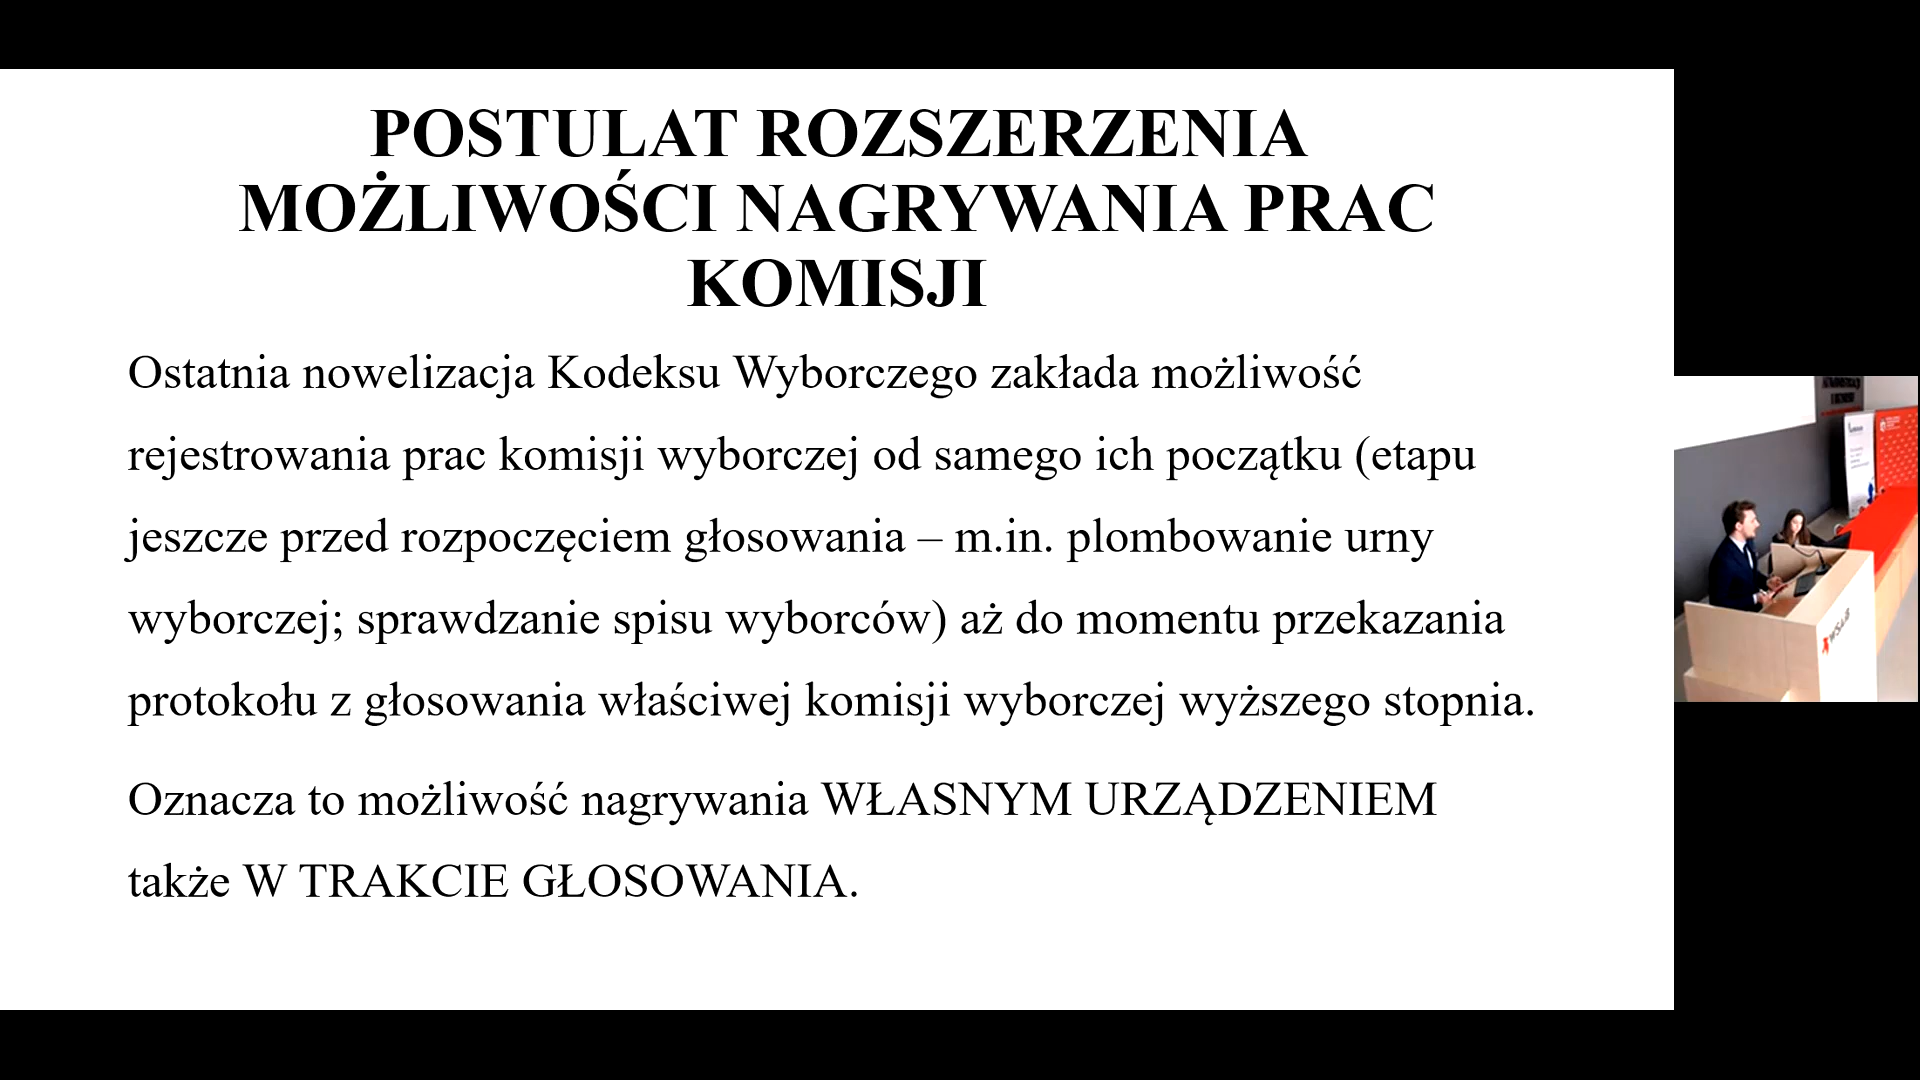 POSTULAT ROZSZERZENIA
MOŻLIWOŚCI NAGRYWANIA PRAC
KOMISJI
Ostatnia nowelizacja Kodeksu Wyborczego zakłada możliwość
rejestrowania prac komisji wyborczej od samego ich początku (etapu
jeszcze przed rozpoczęciem głosowania – m.in. plombowanie urny
wyborczej; sprawdzanie spisu wyborców) aż do momentu przekazania
protokołu z głosowania właściwej komisji wyborczej wyższego stopnia.
Oznacza to możliwość nagrywania WŁASNYM URZĄDZENIEM
także W TRAKCIE GŁOSOWANIA.